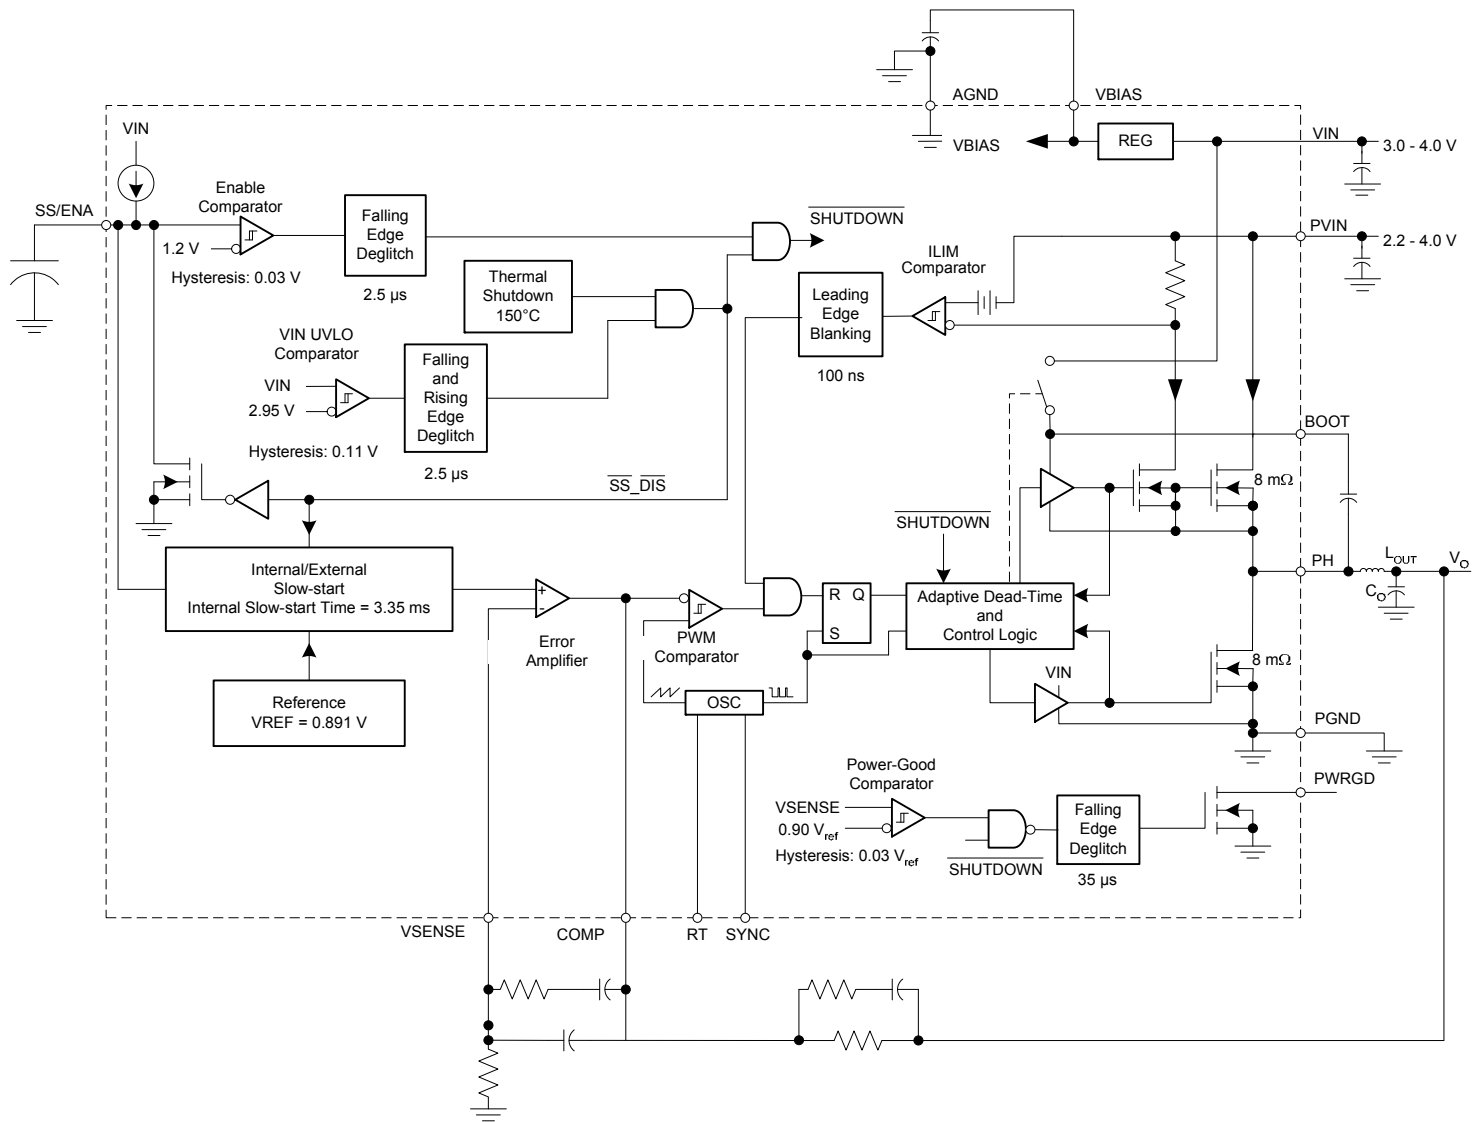 AGND
VBIAS
VIN
VBIAS
REG
VIN
3.0 - 4.0 V
SS/ENA
Enable
Comparator
1.2 V
Hysteresis: 0.03 V
Falling
Edge
Deglitch
2.5 µs
SHUTDOWN
PVIN
2.2 - 4.0 V
ILIM
Comparator
Thermal
Shutdown
150°C
Leading
Edge
Blanking
100 ns
VIN UVLO
Comparator
VIN
2.95 V
Hysteresis: 0.11 V
Falling
and
Rising
Edge
Deglitch
2.5 µs
BOOT
SS_DIS
8 mΩ
SHUTDOWN
PH
LOUT
VO
CO
Internal/External
Slow-start
Internal Slow-start Time = 3.35 ms
+
-
Error
Amplifier
PWM
Comparator
R Q
S
Adaptive Dead-Time
and
Control Logic
8 mΩ
VIN
Reference
VREF = 0.891 V
OSC
PGND
Power-Good
Comparator
VSENSE
0.90 Vref
Hysteresis: 0.03 Vref
SHUTDOWN
Falling
Edge
Deglitch
35 µs
PWRGD
VSENSE
COMP
RT
SYNC